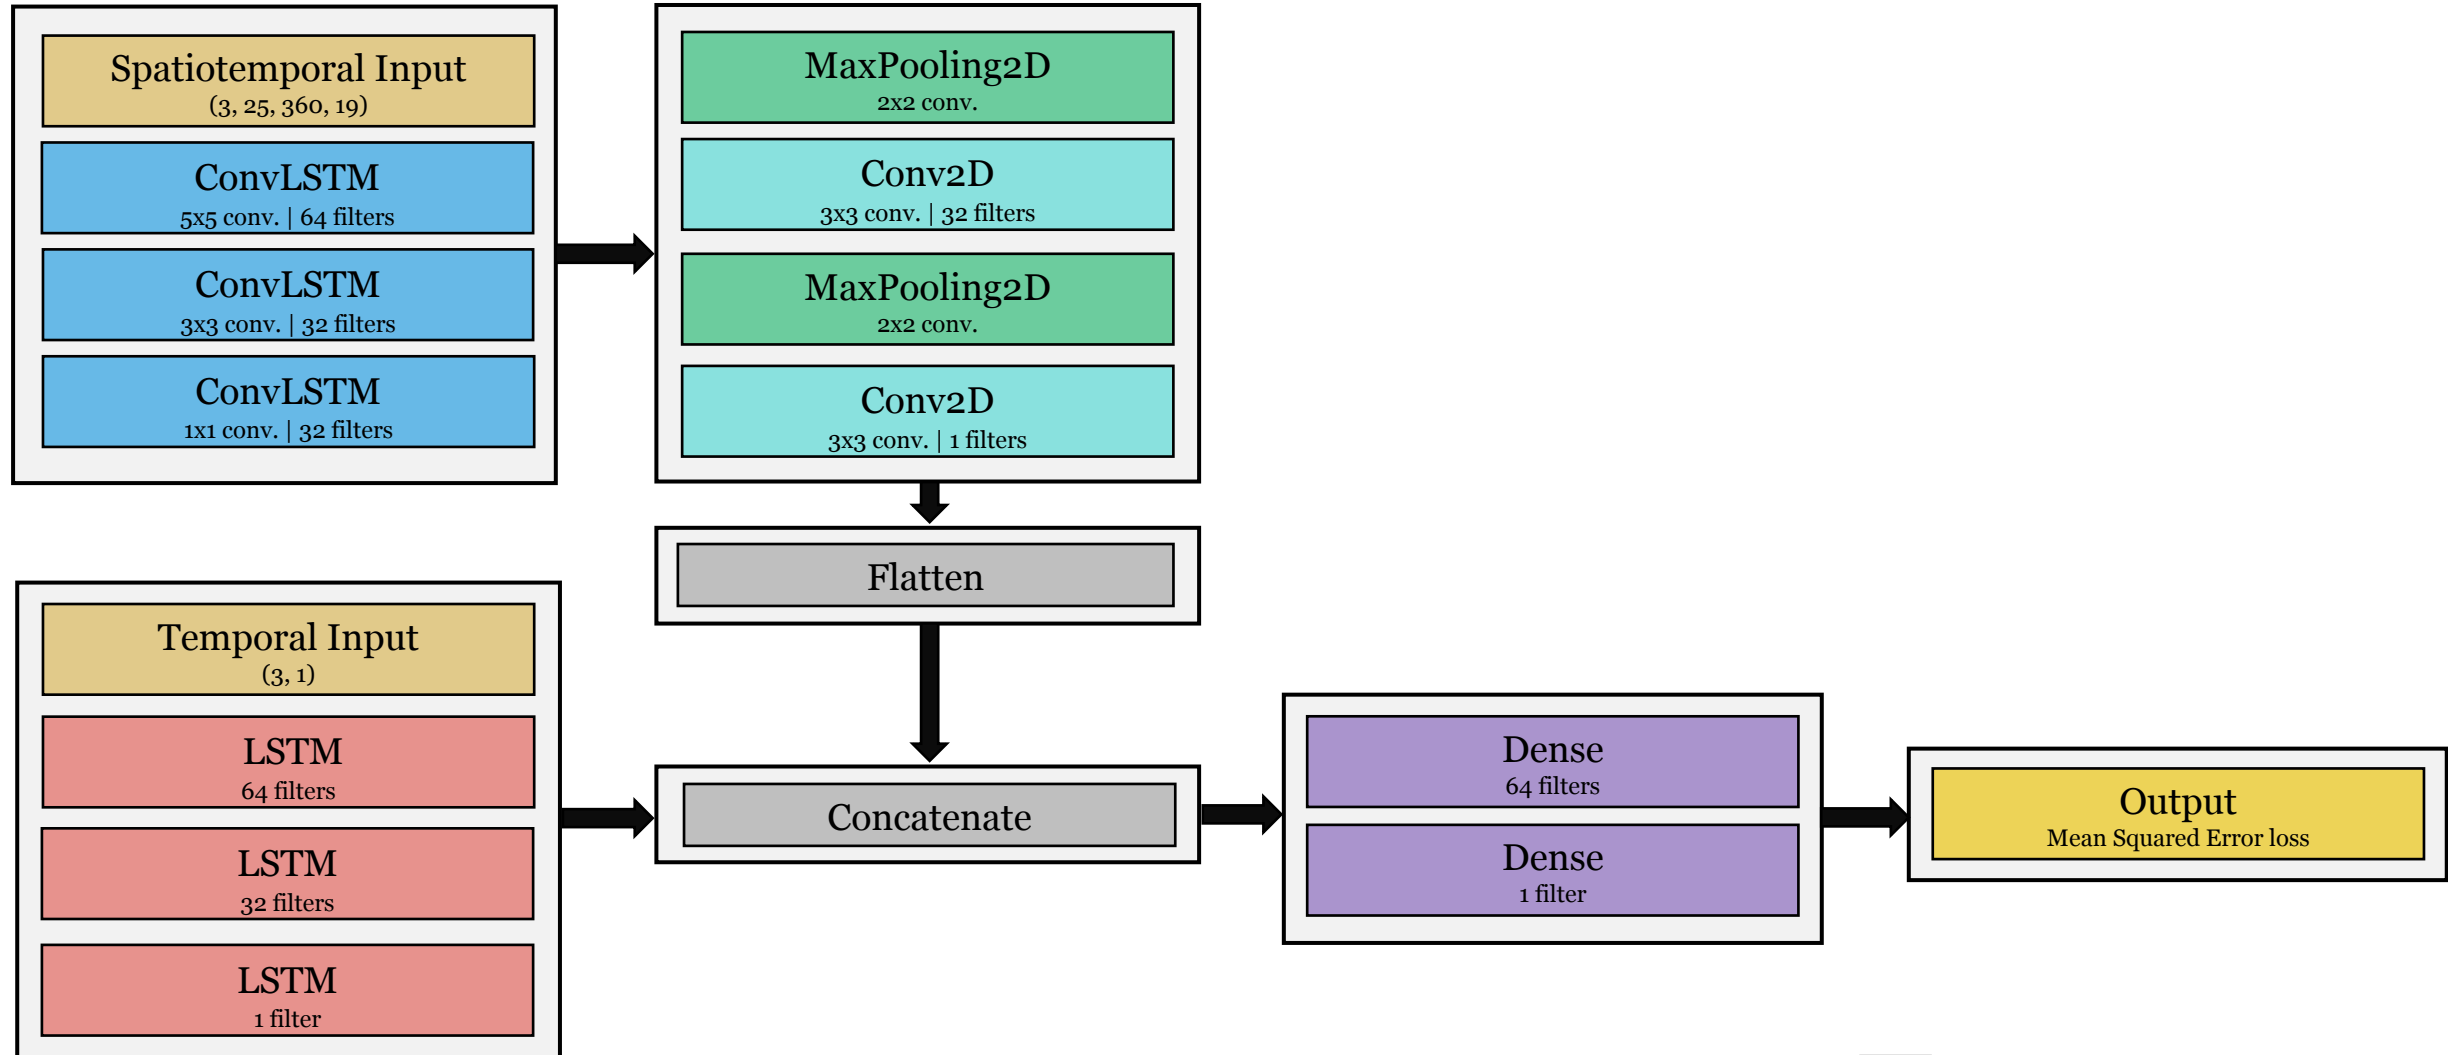 Spatiotemporal Input
(3, 25, 360, 19)
ConvLSTM
5x5 conv. | 64 filters
ConvLSTM
3x3 conv. | 32 filters
ConvLSTM
1x1 conv. | 32 filters
MaxPooling2D
2x2 conv.
Conv2D
3x3 conv. | 32 filters
MaxPooling2D
2x2 conv.
Conv2D
3x3 conv. | 1 filters
Flatten
Temporal Input
(3, 1)
LSTM
64 filters
LSTM
32 filters
LSTM
1 filter
Concatenate
Dense
64 filters
Dense
1 filter
Output
Mean Squared Error loss